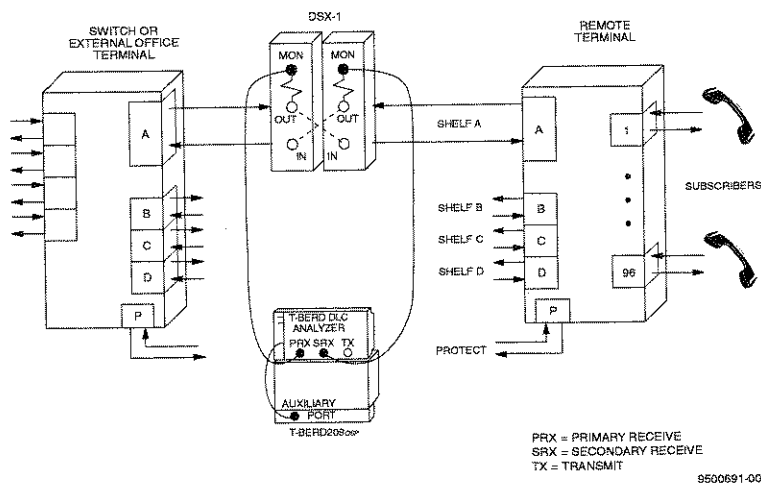 DSX-1
SWITCH OR
EXTERNAL OFFICE
TERMINAL
REMOTE
TERMINAL
MON
MON
OUT
OUT
IN
IN
A
B
C
D
P
SHELF A
SHELF B
SHELF C
SHELF D
A
B
C
D
P
1
96
SUBSCRIBERS
PROTECT
T-BERD DLC
ANALYZER
PRX SRX TX
AUXILIARY
PORT
PRX = PRIMARY RECEIVE
SRX = SECONDARY RECEIVE
TX = TRANSMIT
9500691-00